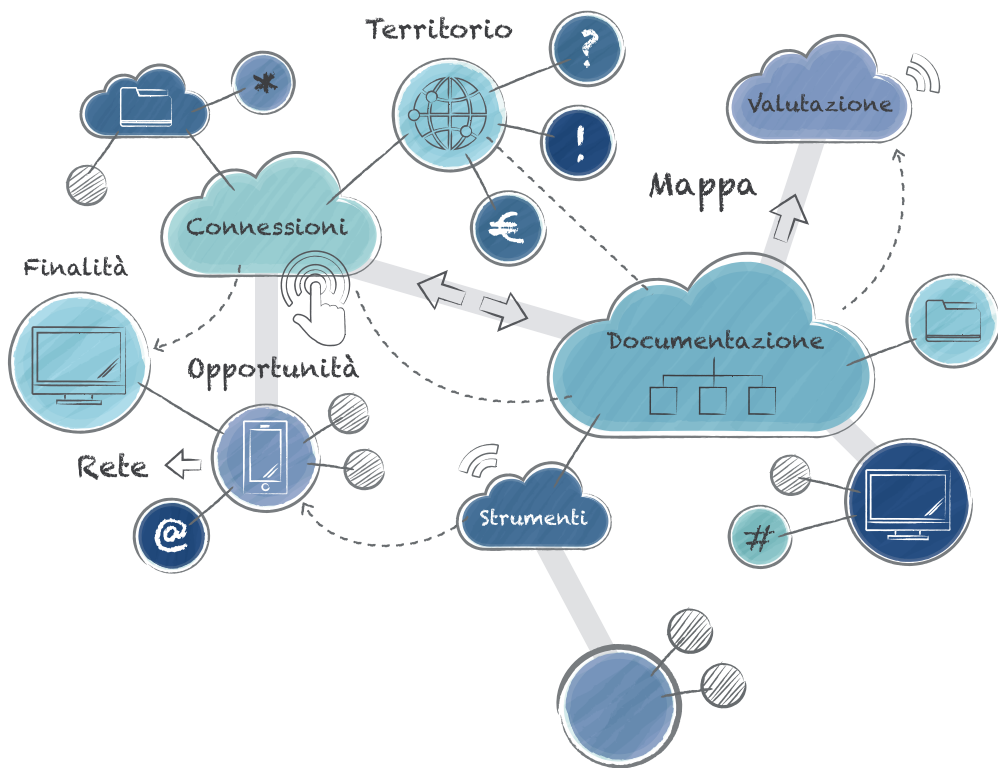 Territorio
?
*
!
€
Valutazione
Mappa
Connessioni
Finalità
Documentazione
Opportunità
Rete
@
Strumenti
#